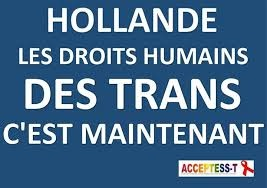 HOLLANDE
LES DROITS HUMAINS
DES TRANS
C'EST MAINTENANT
ACCEPTESS-T